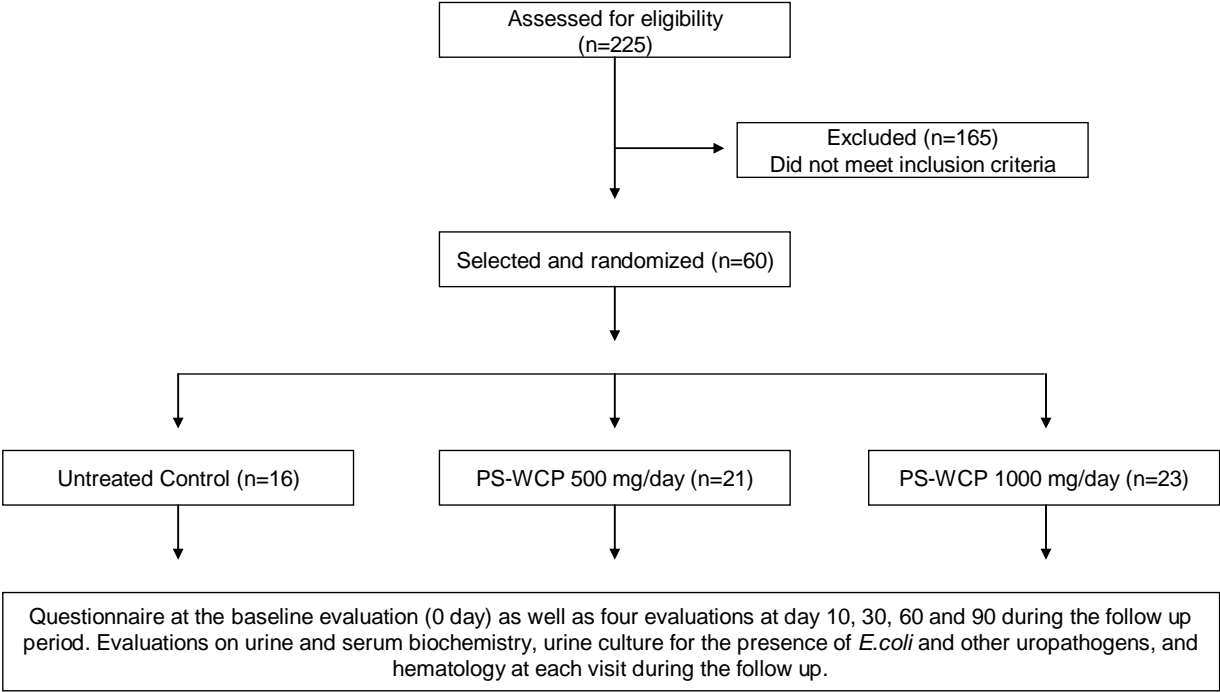 Assessed for eligibility
(n=225)
Excluded (n=165)
Did not meet inclusion criteria
Selected and randomized (n=60)
Untreated Control (n=16)
PS-WCP 500 mg/day (n=21)
PS-WCP 1000 mg/day (n=23)
Questionnaire at the baseline evaluation (0 day) as well as four evaluations at day 10, 30, 60 and 90 during the follow up
period. Evaluations on urine and serum biochemistry, urine culture for the presence of E.coli and other uropathogens, and
hematology at each visit during the follow up.